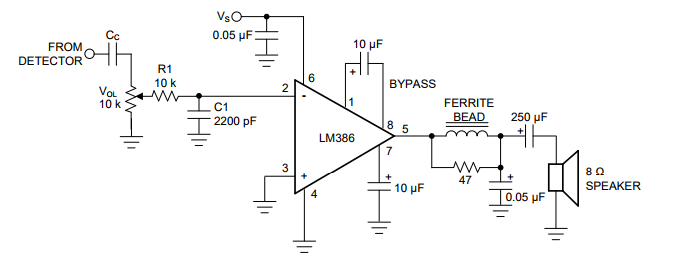 VS
0.05 µF
FROM
DETECTOR
CC
VOL
10 k
R1
10 k
C1
2200 pF
2
-
6
10 µF
+
BYPASS
1
8
LM386
5
7
3
+
4
+
10 µF
FERRITE
BEAD
47
250 µF
+
+
0.05 µF
8 Ω
SPEAKER